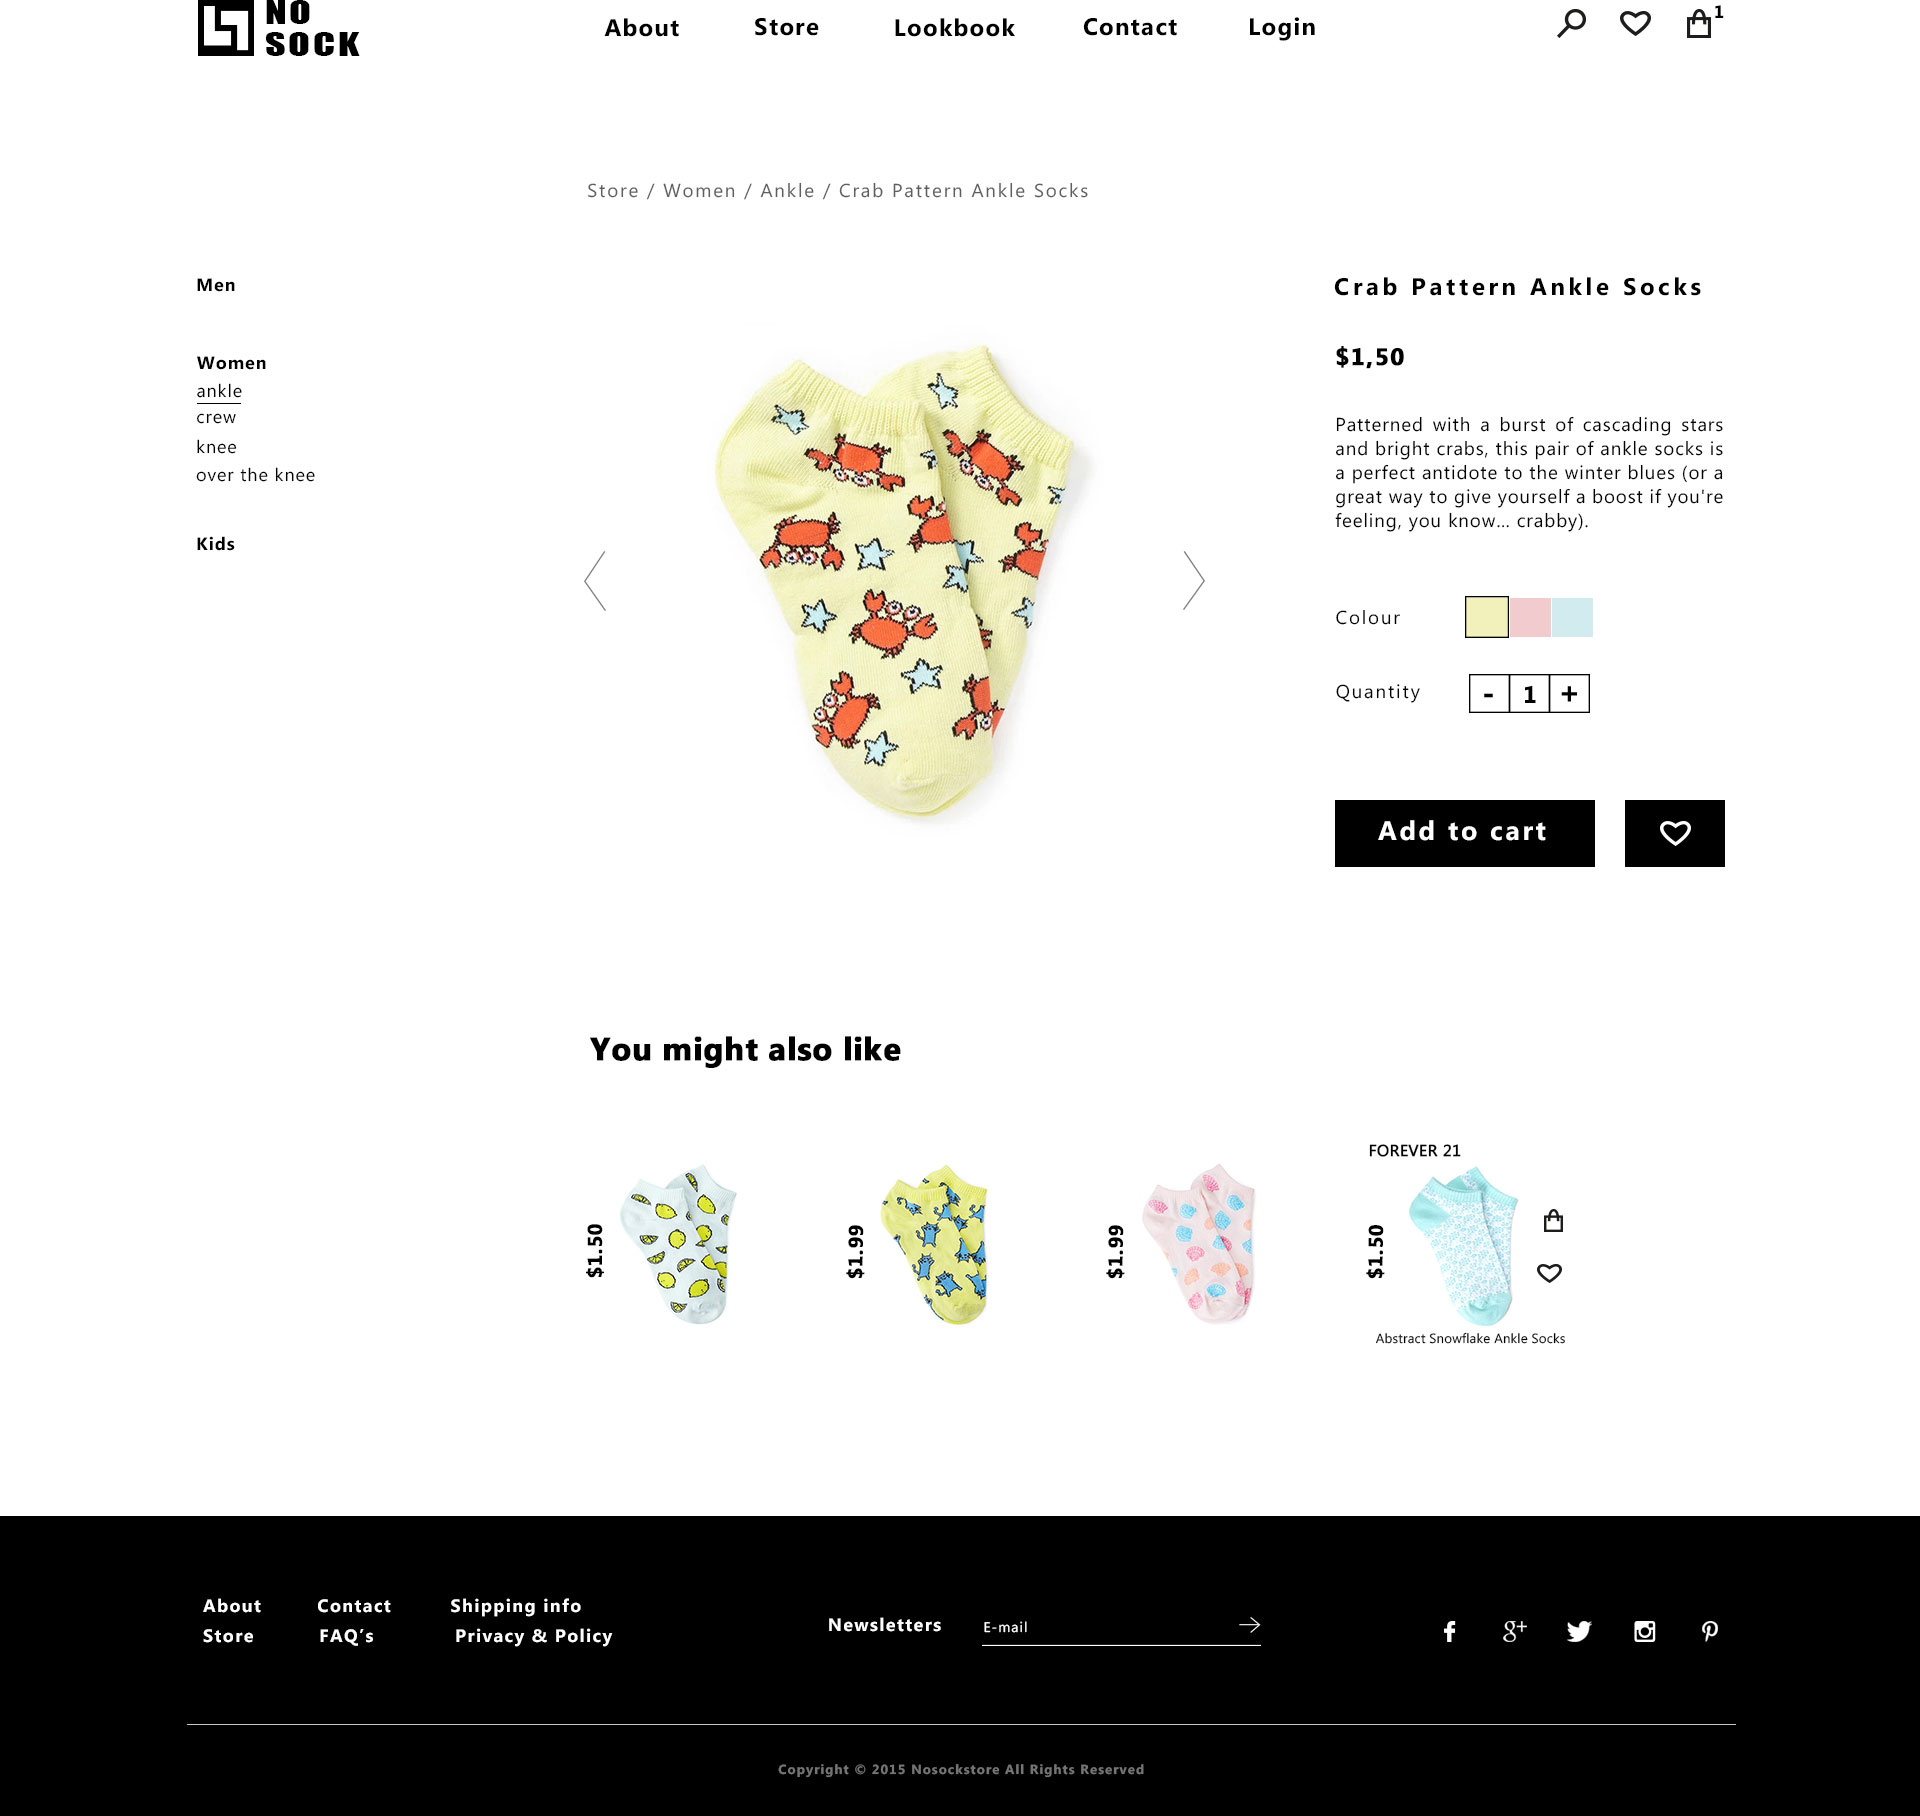 NO
SOCK
About Store Lookbook Contact Login
1
Store / Women / Ankle / Crab Pattern Ankle Socks
Men
Women
ankle
crew
knee
over the knee
Kids
Crab Pattern Ankle Socks
$1,50
Patterned with a burst of cascading stars
and bright crabs, this pair of ankle socks is
a perfect antidote to the winter blues (or a
great way to give yourself a boost if you're
feeling, you know... crabby).
Colour
Quantity - 1 +
Add to cart
You might also like
$1.50
$1.99
$1.99
FOREVER 21
$1.50
Abstract Snowflake Ankle Socks
About Contact Shipping info
Store FAQ’s Privacy & Policy
Newsletters E-mail
Copyright © 2015 Nosockstore All Rights Reserved